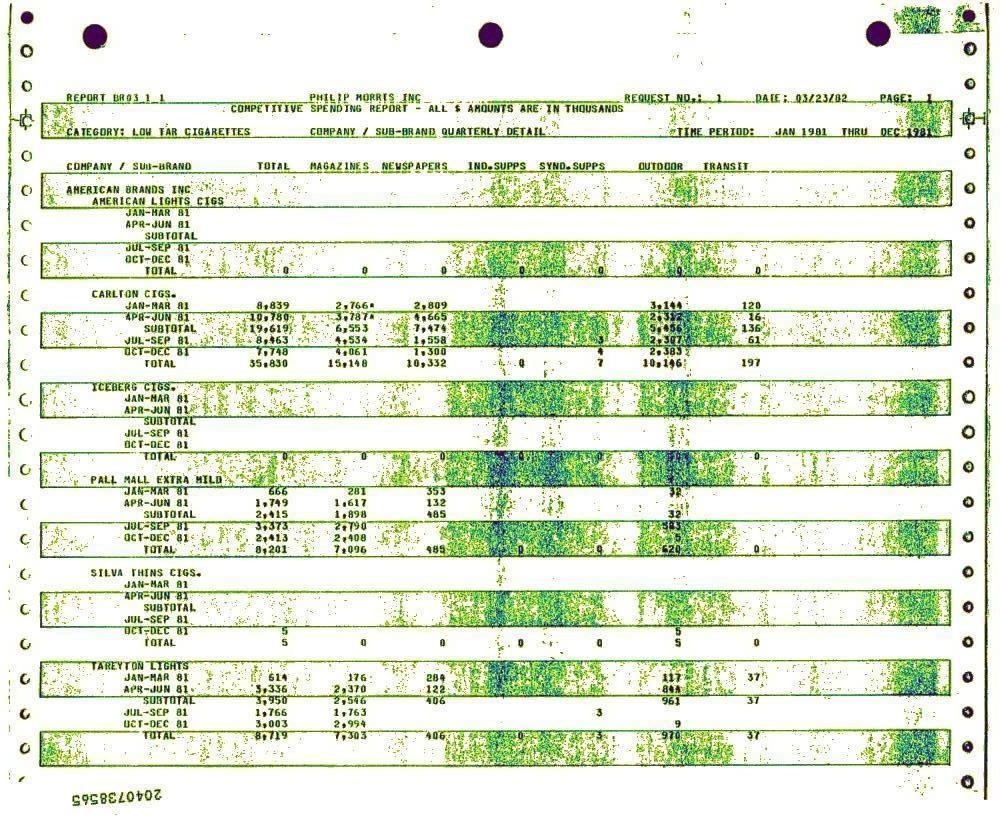 REPORT BR03 1 1 PHILIP MORRIS INC REQUEST NO.: 1 DATE: 03/23/82 PAGE: 1
COMPETITIVE SPENDING REPORT - ALL $ AMOUNTS ARE IN THOUSANDS
CATEGORY: LOW TAR CIGARETTES COMPANY / SUB-BRAND QUARTERLY DETAIL TIME PERIOD: JAN 1981 THRU DEC 1981
COMPANY / SUB-BRAND TOTAL MAGAZINES NEWSPAPERS IND.SUPPS SYND.SUPPS OUTDOOR TRANSIT
AMERICAN BRANDS INC
AMERICAN LIGHTS CIGS
JAN-MAR 81
APR-JUN 81
SUBTOTAL
JUL-SEP 81
OCT-DEC 81
TOTAL 0 0 0 0 0 0 0
CARLTON CIGS.
JAN-MAR 81 8,839 2,766* 2,809 3,144 120
APR-JUN 81 10,780 3,787* 4,665 2,312 16
SUBTOTAL 19,619 6,553 7,474 5,456 136
JUL-SEP 81 8,463 4,534 1,558 3 2,307 61
OCT-DEC 81 7,748 4,061 1,300 4 2,383
TOTAL 35,830 15,148 10,332 0 7 10,146 197
ICEBERG CIGS.
JAN-MAR 81
APR-JUN 81
SUBTOTAL
JUL-SEP 81
OCT-DEC 81
TOTAL 0 0 0 0 0 0
PALL MALL EXTRA MILD
JAN-MAR 81 666 281 353 32
APR-JUN 81 1,749 1,617 132
SUBTOTAL 2,415 1,898 485 32
JUL-SEP 81 3,373 2,790 583
OCT-DEC 81 2,413 2,408 5
TOTAL 8,201 7,096 485 0 0 620 0
SILVA THINS CIGS.
JAN-MAR 81
APR-JUN 81
SUBTOTAL
JUL-SEP 81
OCT-DEC 81 5 5
TOTAL 5 0 0 0 0 5 0
TAREYTON LIGHTS
JAN-MAR 81 614 176 284 117 37
APR-JUN 81 3,336 2,370 122 844
SUBTOTAL 3,950 2,546 406 961 37
JUL-SEP 81 1,766 1,763 3
OCT-DEC 81 3,003 2,994 9
TOTAL 8,719 7,303 406 0 3 970 37
2040738565